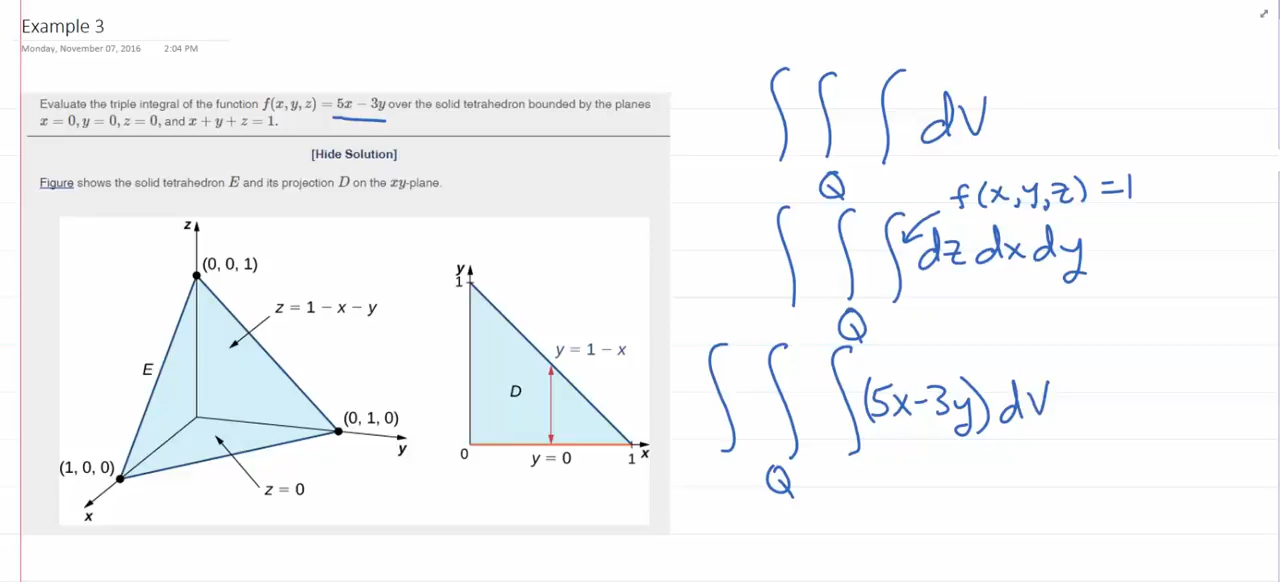 Example 3
Monday, November 07, 2016 2:04 PM
Evaluate the triple integral of the function f(x, y, z) = 5x − 3y over the solid tetrahedron bounded by the planes
x = 0, y = 0, z = 0, and x + y + z = 1.
[Hide Solution]
Figure shows the solid tetrahedron E and its projection D on the xy-plane.
z
(0, 0, 1)
z = 1 − x − y
E
(0, 1, 0)
y
(1, 0, 0)
z = 0
x
y
1
y = 1 − x
D
0
y = 0
1 x
∫ ∫ ∫ dV
Q
f(x,y,z) = 1
∫ ∫ ∫ dz dx dy
Q
∫ ∫ ∫ (5x-3y) dV
Q